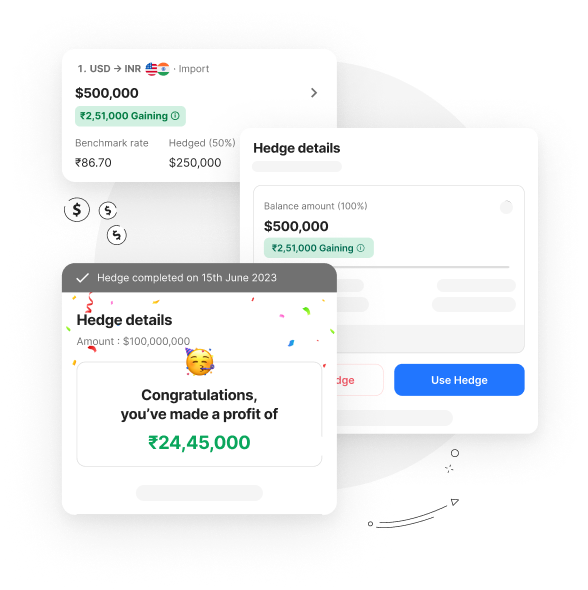 1. USD → INR · Import
$500,000
₹2,51,000 Gaining
Benchmark rate Hedged (50%)
₹86.70 $250,000
Hedge details
Balance amount (100%)
$500,000
₹2,51,000 Gaining
dge
Use Hedge
Hedge completed on 15th June 2023
Hedge details
Amount : $100,000,000
Congratulations,
you've made a profit of
₹24,45,000